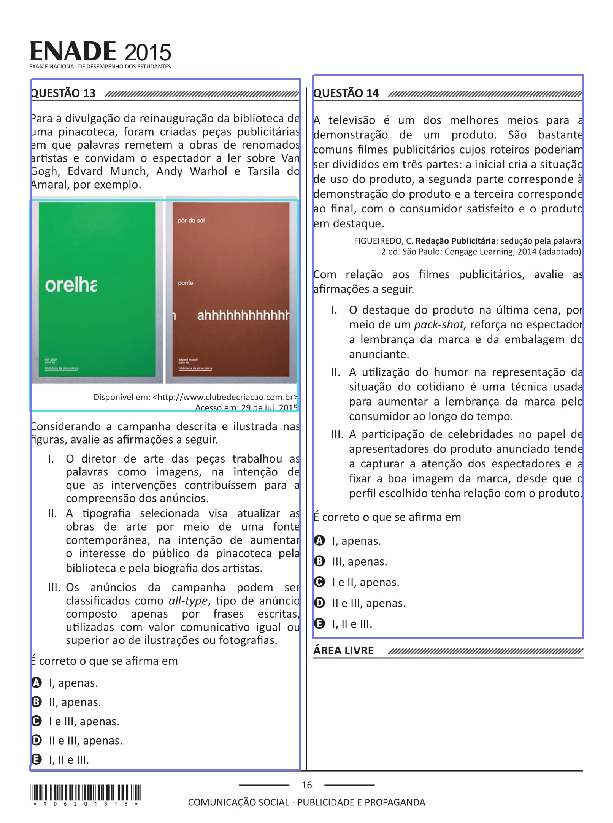 ENADE 2015
EXAME NACIONAL DE DESEMPENHO DOS ESTUDANTES
QUESTÃO 13
Para a divulgação da reinauguração da biblioteca de
uma pinacoteca, foram criadas peças publicitárias
em que palavras remetem a obras de renomados
artistas e convidam o espectador a ler sobre Van
Gogh, Edvard Munch, Andy Warhol e Tarsila do
Amaral, por exemplo.
orelha
pôr do sol
ponte
ahhhhhhhhhhhh
Disponível em: <http://www.clubedecriacao.com.br>
Acesso em: 29 de jul. 2015
Considerando a campanha descrita e ilustrada nas
figuras, avalie as afirmações a seguir.
I. O diretor de arte das peças trabalhou as
palavras como imagens, na intenção de
que as intervenções contribuíssem para a
compreensão dos anúncios.
II. A tipografia selecionada visa atualizar as
obras de arte por meio de uma fonte
contemporânea, na intenção de aumentar
o interesse do público da pinacoteca pela
biblioteca e pela biografia dos artistas.
III. Os anúncios da campanha podem ser
classificados como all-type, tipo de anúncio
composto apenas por frases escritas,
utilizadas com valor comunicativo igual ou
superior ao de ilustrações ou fotografias.
É correto o que se afirma em
A I, apenas.
B II, apenas.
C I e III, apenas.
D II e III, apenas.
E I, II e III.
QUESTÃO 14
A televisão é um dos melhores meios para a
demonstração de um produto. São bastante
comuns filmes publicitários cujos roteiros poderiam
ser divididos em três partes: a inicial cria a situação
de uso do produto, a segunda parte corresponde à
demonstração do produto e a terceira corresponde
ao final, com o consumidor satisfeito e o produto
em destaque.
FIGUEIREDO, C. Redação Publicitária: sedução pela palavra
2 ed. São Paulo: Cengage Learning, 2014 (adaptado)
Com relação aos filmes publicitários, avalie as
afirmações a seguir.
I. O destaque do produto na última cena, por
meio de um pack-shot, reforça no espectador
a lembrança da marca e da embalagem do
anunciante.
II. A utilização do humor na representação da
situação do cotidiano é uma técnica usada
para aumentar a lembrança da marca pelo
consumidor ao longo do tempo.
III. A participação de celebridades no papel de
apresentadores do produto anunciado tende
a capturar a atenção dos espectadores e a
fixar a boa imagem da marca, desde que o
perfil escolhido tenha relação com o produto.
É correto o que se afirma em
A I, apenas.
B III, apenas.
C I e II, apenas.
D II e III, apenas.
E I, II e III.
ÁREA LIVRE
16
COMUNICAÇÃO SOCIAL - PUBLICIDADE E PROPAGANDA